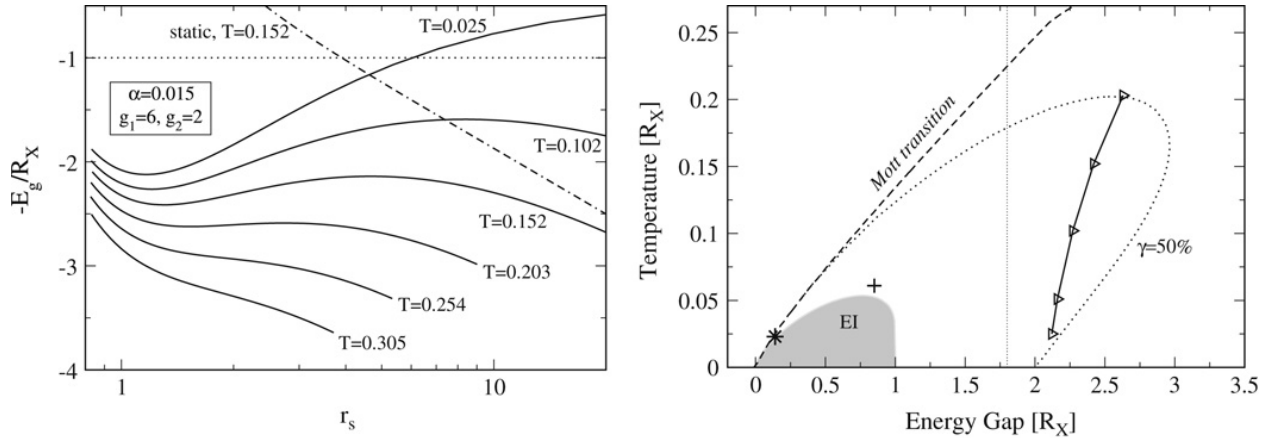 static, T=0.152
T=0.025
-1
α=0.015
g₁=6, g₂=2
T=0.102
-2
-E_g/R_X
T=0.152
T=0.203
-3
T=0.254
T=0.305
-4
1
10
r_s
0.25
0.2
0.15
0.1
0.05
0
Temperature [R_X]
Mott transition
γ=50%
EI
0
0.5
1
1.5
2
2.5
3
3.5
Energy Gap [R_X]